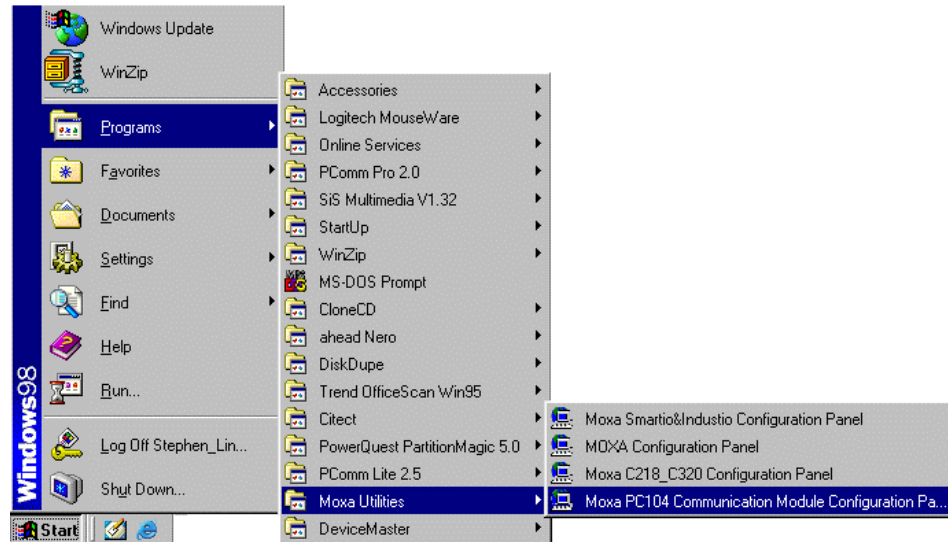 Windows Update
WinZip
Programs
Favorites
Documents
Settings
Find
Help
Run...
Log Off Stephen_Lin...
Shut Down...
Windows98
Start
Accessories
Logitech MouseWare
Online Services
PComm Pro 2.0
SiS Multimedia V1.32
StartUp
WinZip
MS-DOS Prompt
CloneCD
ahead Nero
DiskDupe
Trend OfficeScan Win95
Citect
PowerQuest PartitionMagic 5.0
PComm Lite 2.5
Moxa Utilities
DeviceMaster
Moxa Smartio&Industio Configuration Panel
MOXA Configuration Panel
Moxa C218_C320 Configuration Panel
Moxa PC104 Communication Module Configuration Pa...